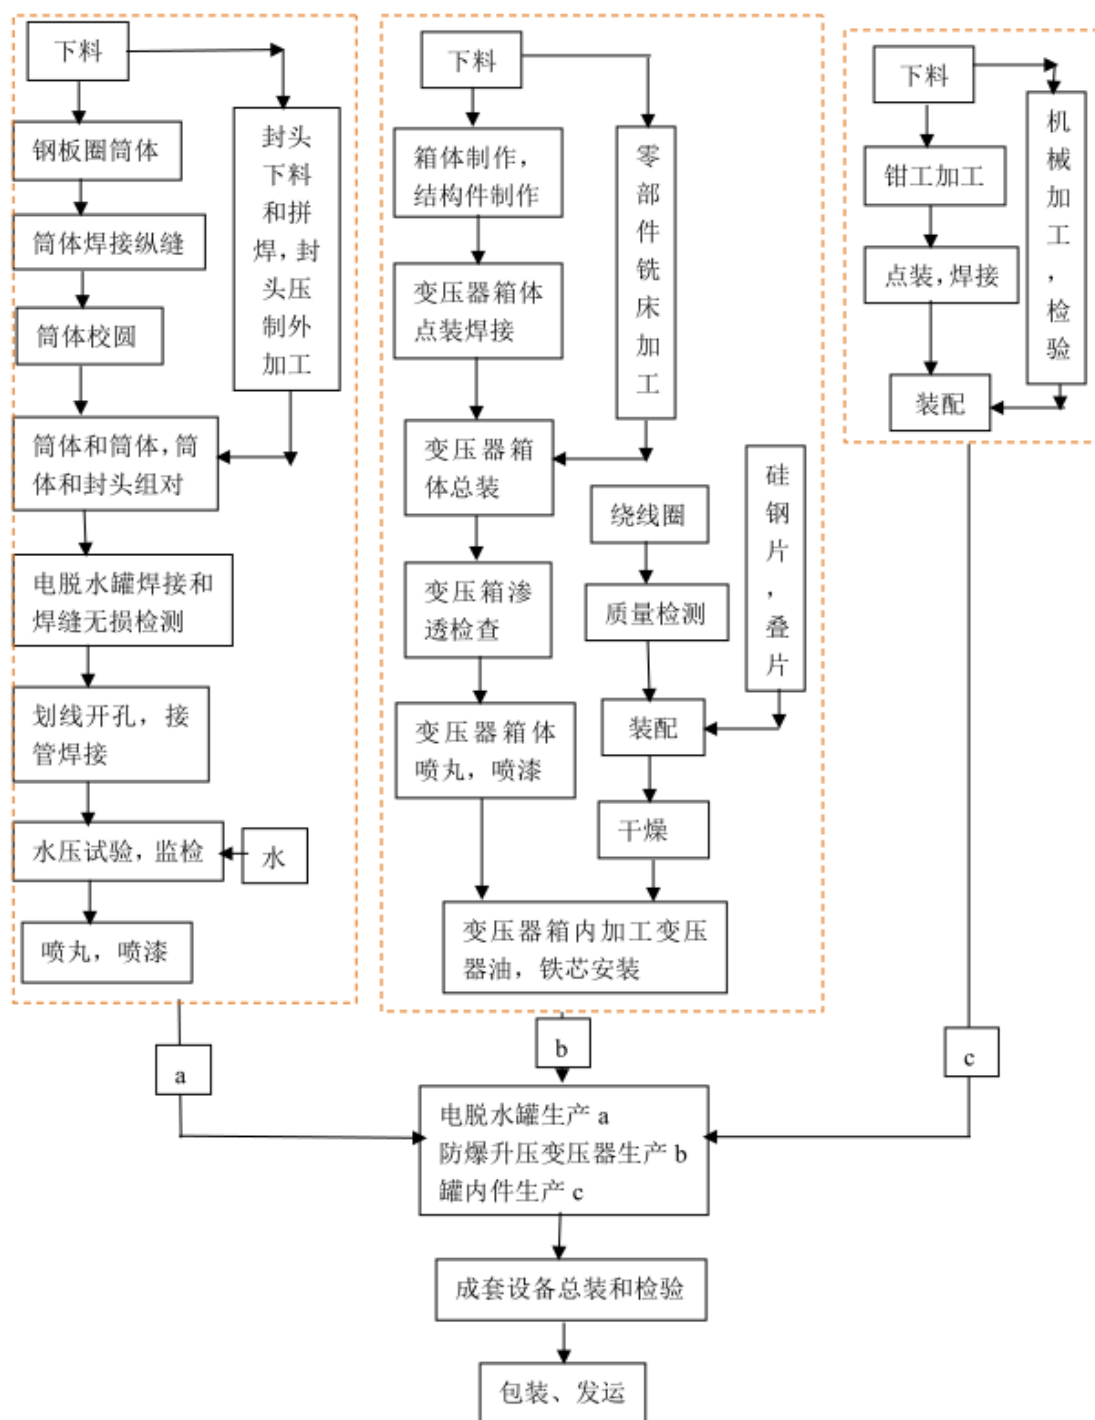 下料
钢板圈筒体
筒体焊接纵缝
筒体校圆
封头
下料
和拼
焊，封
头压
制外
加工
筒体和筒体，筒
体和封头组对
电脱水罐焊接和
焊缝无损检测
划线开孔，接
管焊接
水压试验，监检
水
喷丸，喷漆
下料
箱体制作，
结构件制作
变压器箱体
点装焊接
零
部
件
铣
床
加
工
变压器箱
体总装
变压箱渗
透检查
变压器箱体
喷丸，喷漆
绕线圈
质量检测
硅
钢
片
，
叠
片
装配
干燥
变压器箱内加工变压
器油，铁芯安装
下料
钳工加工
点装，焊接
机
械
加
工
，
检
验
装配
a
b
c
电脱水罐生产 a
防爆升压变压器生产 b
罐内件生产 c
成套设备总装和检验
包装、发运